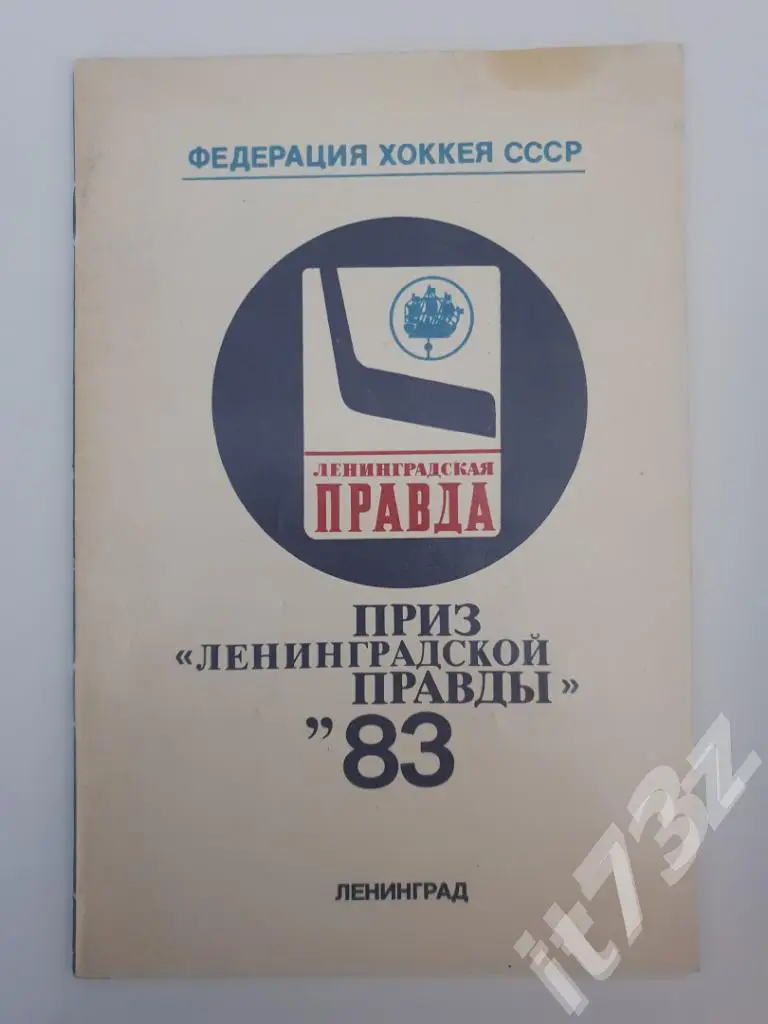 ФЕДЕРАЦИЯ ХОККЕЯ СССР
ЛЕНИНГРАДСКАЯ
ПРАВДА
ПРИЗ
«ЛЕНИНГРАДСКОЙ
ПРАВДЫ»
”83
ЛЕНИНГРАД
it73z